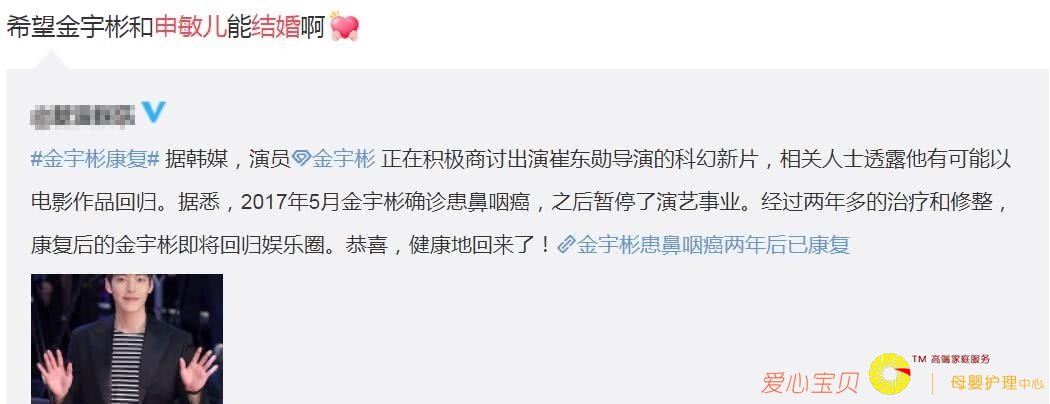 希望金宇彬和申敏儿能结婚啊
#金宇彬康复# 据韩媒，演员金宇彬 正在积极商讨出演崔东勋导演的科幻新片，相关人士透露他有可能以
电影作品回归。据悉，2017年5月金宇彬确诊患鼻咽癌，之后暂停了演艺事业。经过两年多的治疗和修整，
康复后的金宇彬即将回归娱乐圈。恭喜，健康地回来了！金宇彬患鼻咽癌两年后已康复
TM 高端家庭服务
爱心宝贝 母婴护理中心